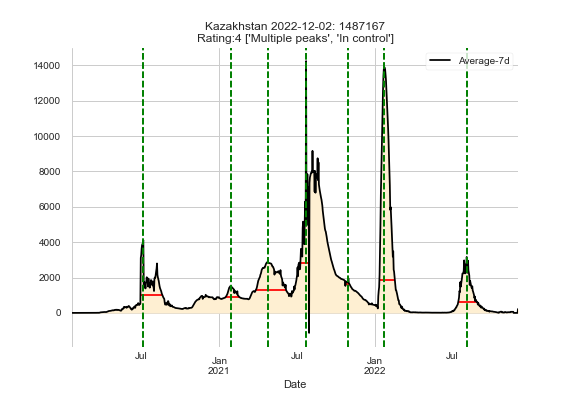 Kazakhstan 2022-12-02: 1487167
Rating:4 ['Multiple peaks', 'In control']
Average-7d
14000
12000
10000
8000
6000
4000
2000
0
Jul
Jan
2021
Jul
Jan
2022
Jul
Date